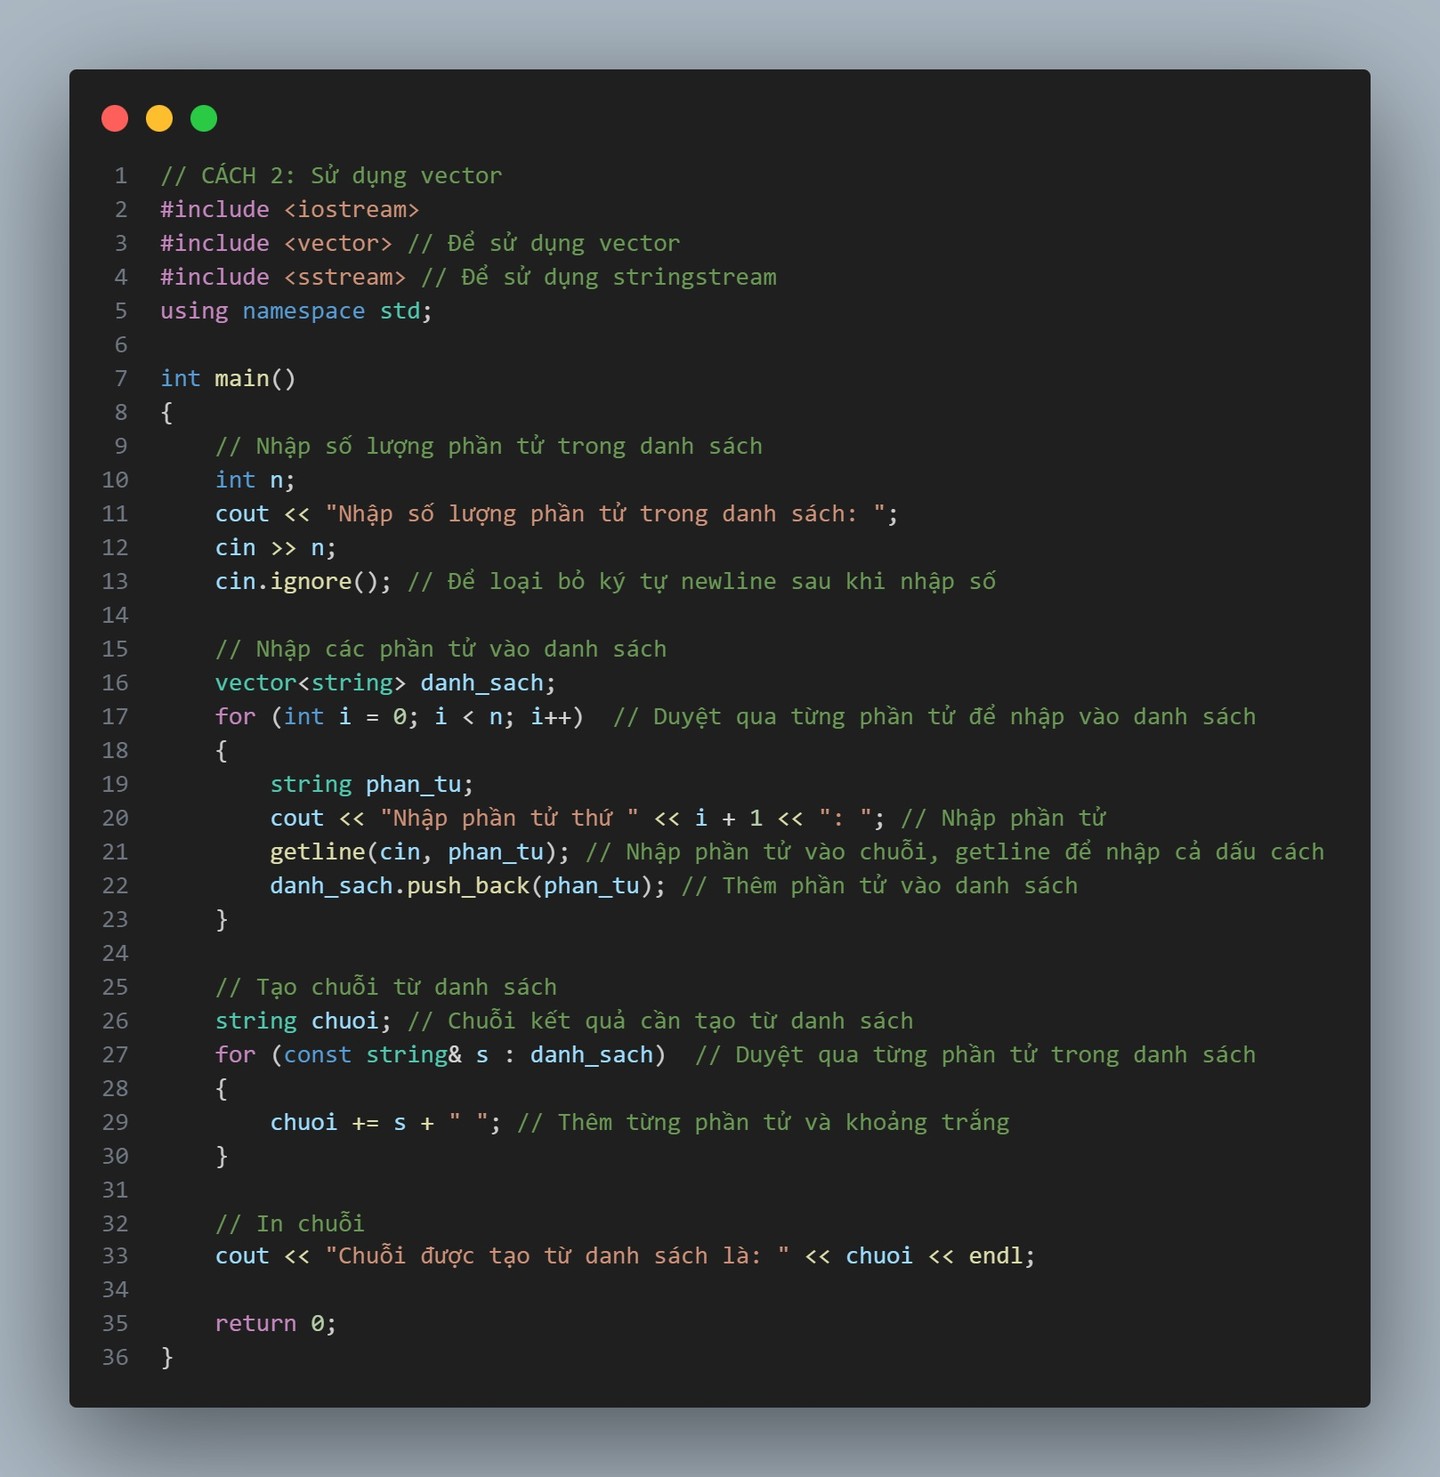 1 // CÁCH 2: Sử dụng vector
2 #include <iostream>
3 #include <vector> // Để sử dụng vector
4 #include <sstream> // Để sử dụng stringstream
5 using namespace std;
6
7 int main()
8 {
9     // Nhập số lượng phần tử trong danh sách
10     int n;
11     cout << "Nhập số lượng phần tử trong danh sách: ";
12     cin >> n;
13     cin.ignore(); // Để loại bỏ ký tự newline sau khi nhập số
14
15     // Nhập các phần tử vào danh sách
16     vector<string> danh_sach;
17     for (int i = 0; i < n; i++)  // Duyệt qua từng phần tử để nhập vào danh sách
18     {
19         string phan_tu;
20         cout << "Nhập phần tử thứ " << i + 1 << ": "; // Nhập phần tử
21         getline(cin, phan_tu); // Nhập phần tử vào chuỗi, getline để nhập cả dấu cách
22         danh_sach.push_back(phan_tu); // Thêm phần tử vào danh sách
23     }
24
25     // Tạo chuỗi từ danh sách
26     string chuoi; // Chuỗi kết quả cần tạo từ danh sách
27     for (const string& s : danh_sach)  // Duyệt qua từng phần tử trong danh sách
28     {
29         chuoi += s + " "; // Thêm từng phần tử và khoảng trắng
30     }
31
32     // In chuỗi
33     cout << "Chuỗi được tạo từ danh sách là: " << chuoi << endl;
34
35     return 0;
36 }